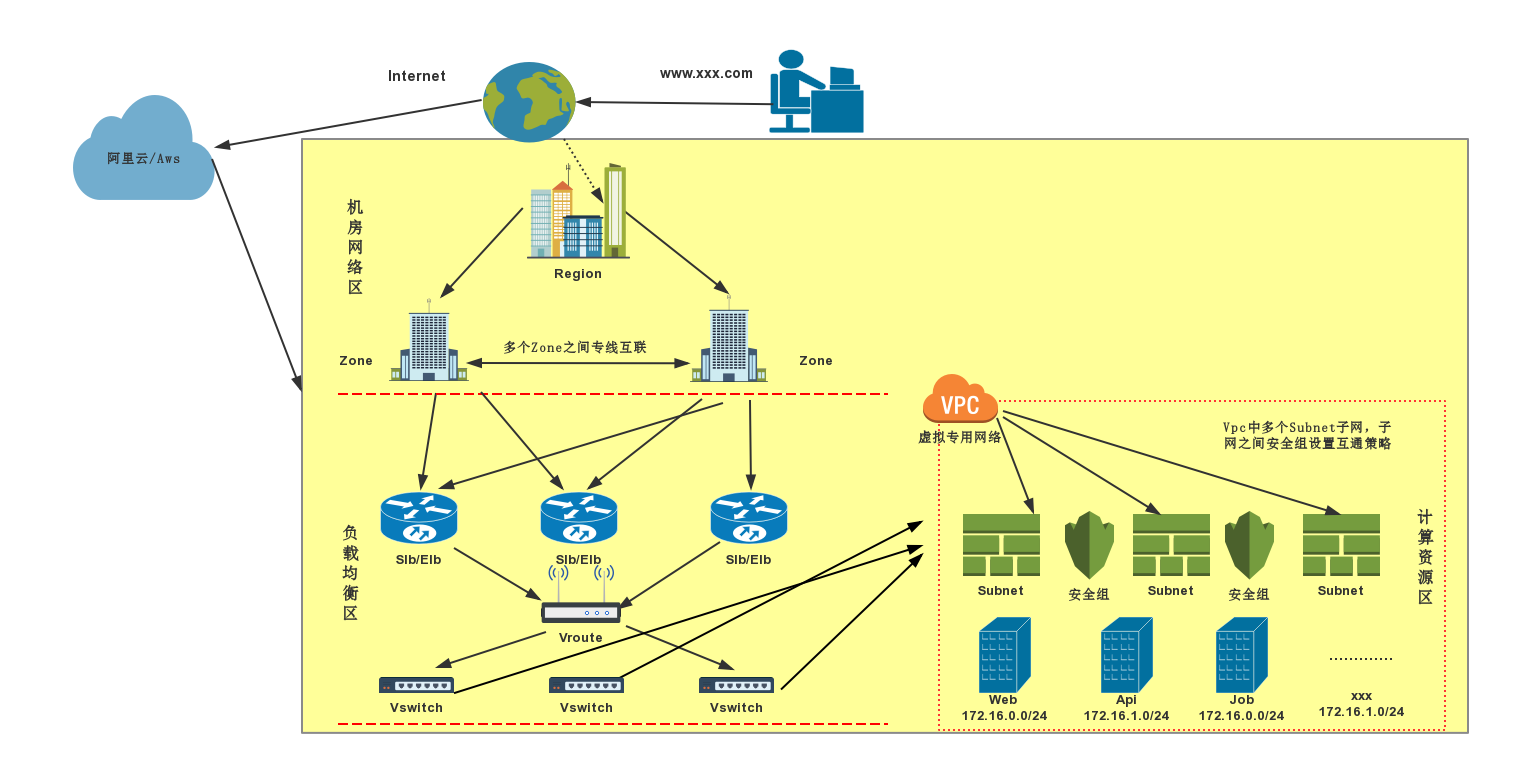 Internet
www.xxx.com
阿里云/Aws
机房网络区
Region
多个Zone之间专线互联
Zone
Zone
VPC
虚拟专用网络
Vpc中多个Subnet子网，子
网之间安全组设置互通策略
负载均衡区
计算资源区
Slb/Elb
Slb/Elb
Slb/Elb
Subnet
安全组
Subnet
安全组
Subnet
Vroute
Vswitch
Vswitch
Vswitch
Web
172.16.0.0/24
Api
172.16.1.0/24
Job
172.16.0.0/24
xxx
172.16.1.0/24